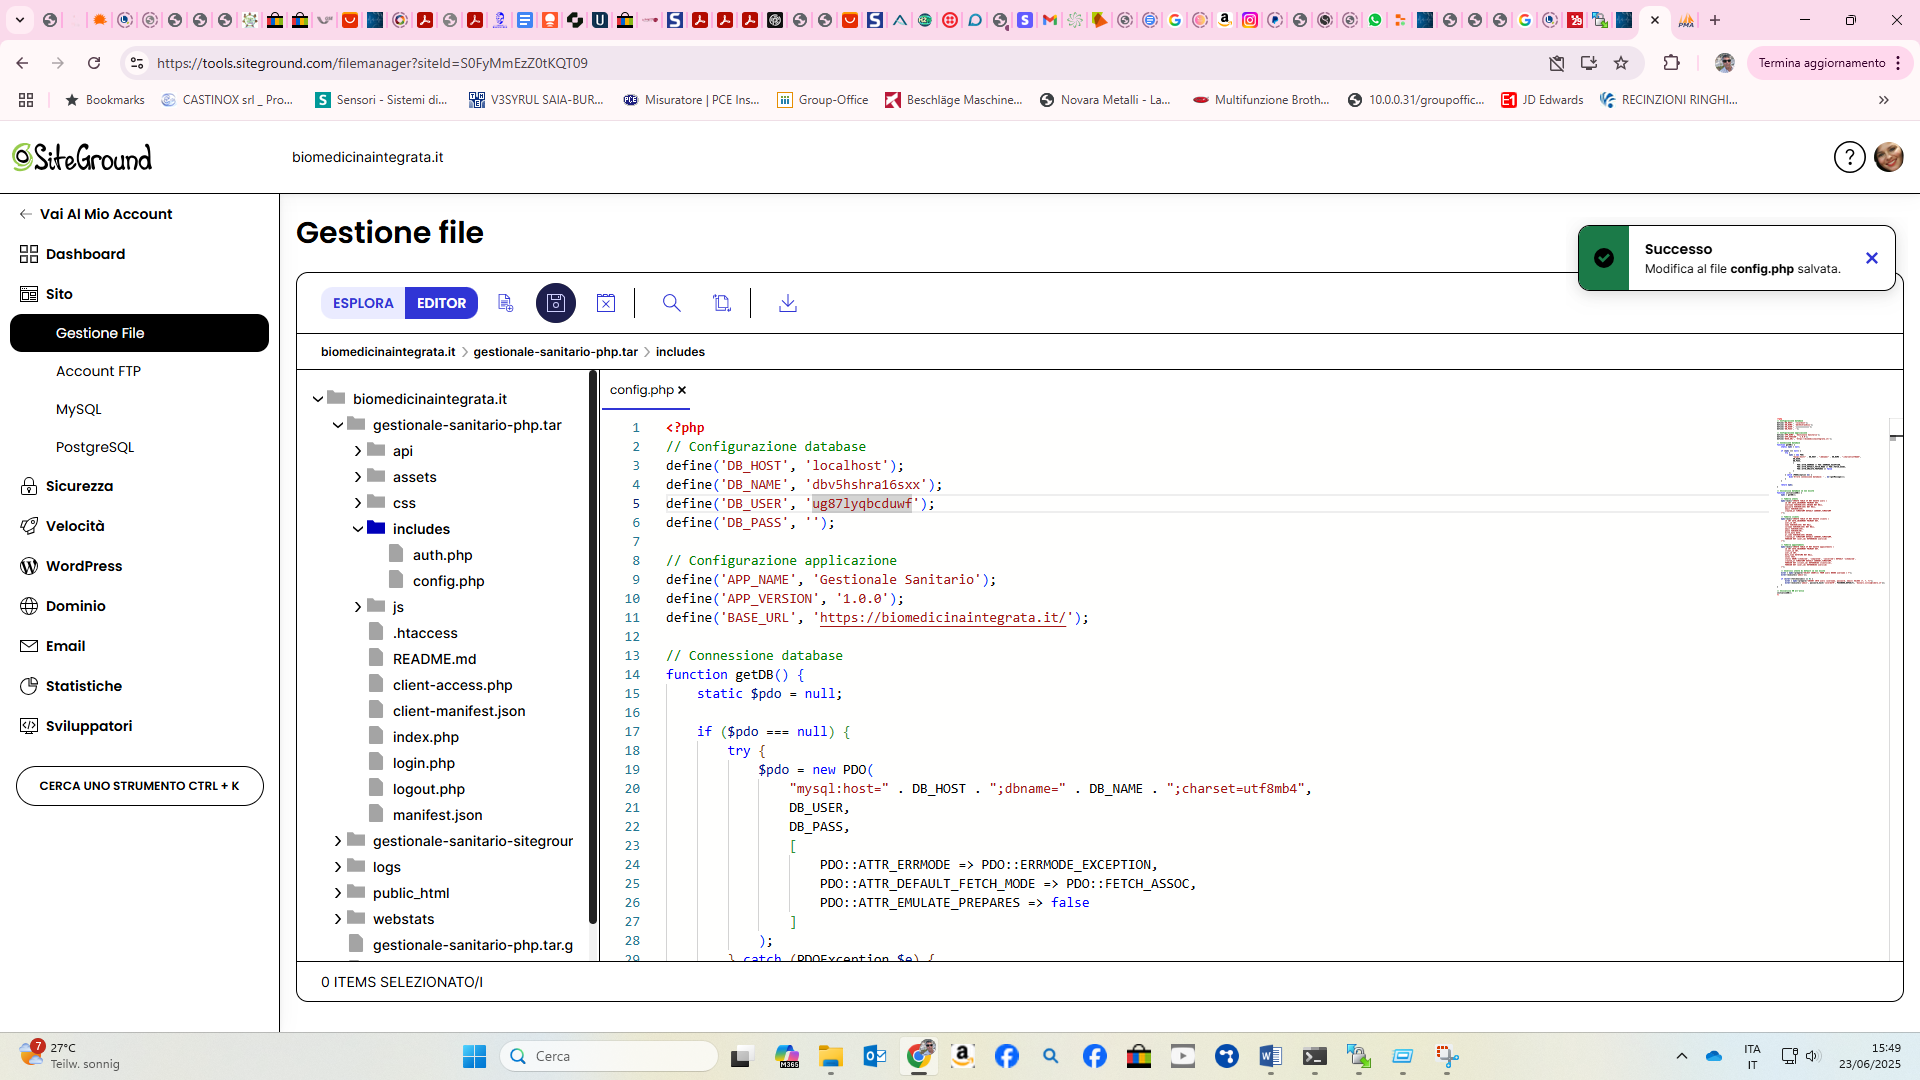 https://tools.siteground.com/filemanager?siteId=S0FyMmEzZ0tKQT09
Termina aggiornamento
Bookmarks
CASTINOX srl _ Pro...
Sensori - Sistemi di...
V3SYRUL SAIA-BUR...
Misuratore | PCE Ins...
Group-Office
Beschläge Maschine...
Novara Metalli - La...
Multifunzione Broth...
10.0.0.31/groupoffic...
JD Edwards
RECINZIONI RINGHI...
SiteGround
biomedicinaintegrata.it
Vai Al Mio Account
Dashboard
Sito
Gestione File
Account FTP
MySQL
PostgreSQL
Sicurezza
Velocità
WordPress
Dominio
Email
Statistiche
Sviluppatori
CERCA UNO STRUMENTO CTRL + K
Gestione file
Successo
Modifica al file config.php salvata.
ESPLORA
EDITOR
biomedicinaintegrata.it > gestionale-sanitario-php.tar > includes
biomedicinaintegrata.it
gestionale-sanitario-php.tar
api
assets
css
includes
auth.php
config.php
js
.htaccess
README.md
client-access.php
client-manifest.json
index.php
login.php
logout.php
manifest.json
gestionale-sanitario-sitegrour
logs
public_html
webstats
gestionale-sanitario-php.tar.g
config.php
1 <?php
2 // Configurazione database
3 define('DB_HOST', 'localhost');
4 define('DB_NAME', 'dbv5hshra16sxx');
5 define('DB_USER', 'ug87lyqbcduwf');
6 define('DB_PASS', '');
7
8 // Configurazione applicazione
9 define('APP_NAME', 'Gestionale Sanitario');
10 define('APP_VERSION', '1.0.0');
11 define('BASE_URL', 'https://biomedicinaintegrata.it/');
12
13 // Connessione database
14 function getDB() {
15 static $pdo = null;
16
17 if ($pdo === null) {
18 try {
19 $pdo = new PDO(
20 "mysql:host=" . DB_HOST . ";dbname=" . DB_NAME . ";charset=utf8mb4",
21 DB_USER,
22 DB_PASS,
23 [
24 PDO::ATTR_ERRMODE => PDO::ERRMODE_EXCEPTION,
25 PDO::ATTR_DEFAULT_FETCH_MODE => PDO::FETCH_ASSOC,
26 PDO::ATTR_EMULATE_PREPARES => false
27 ]
28 );
29 } catch (PDOException $e) {
0 ITEMS SELEZIONATO/I
7
27°C
Teilw. sonnig
Cerca
ITA
IT
15:49
23/06/2025